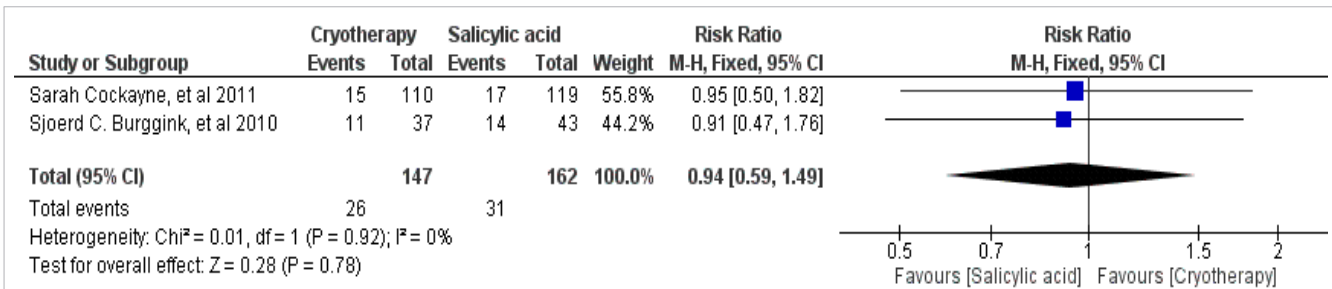 Cryotherapy Salicylic acid Risk Ratio Risk Ratio
Study or Subgroup Events Total Events Total Weight M-H, Fixed, 95% CI M-H, Fixed, 95% CI
Sarah Cockayne, et al 2011 15 110 17 119 55.8% 0.95 [0.50, 1.82]
Sjoerd C. Burggink, et al 2010 11 37 14 43 44.2% 0.91 [0.47, 1.76]
Total (95% CI) 147 162 100.0% 0.94 [0.59, 1.49]
Total events 26 31
Heterogeneity: Chi² = 0.01, df = 1 (P = 0.92); I² = 0%
Test for overall effect: Z = 0.28 (P = 0.78)
0.5 0.7 1 1.5 2
Favours [Salicylic acid] Favours [Cryotherapy]